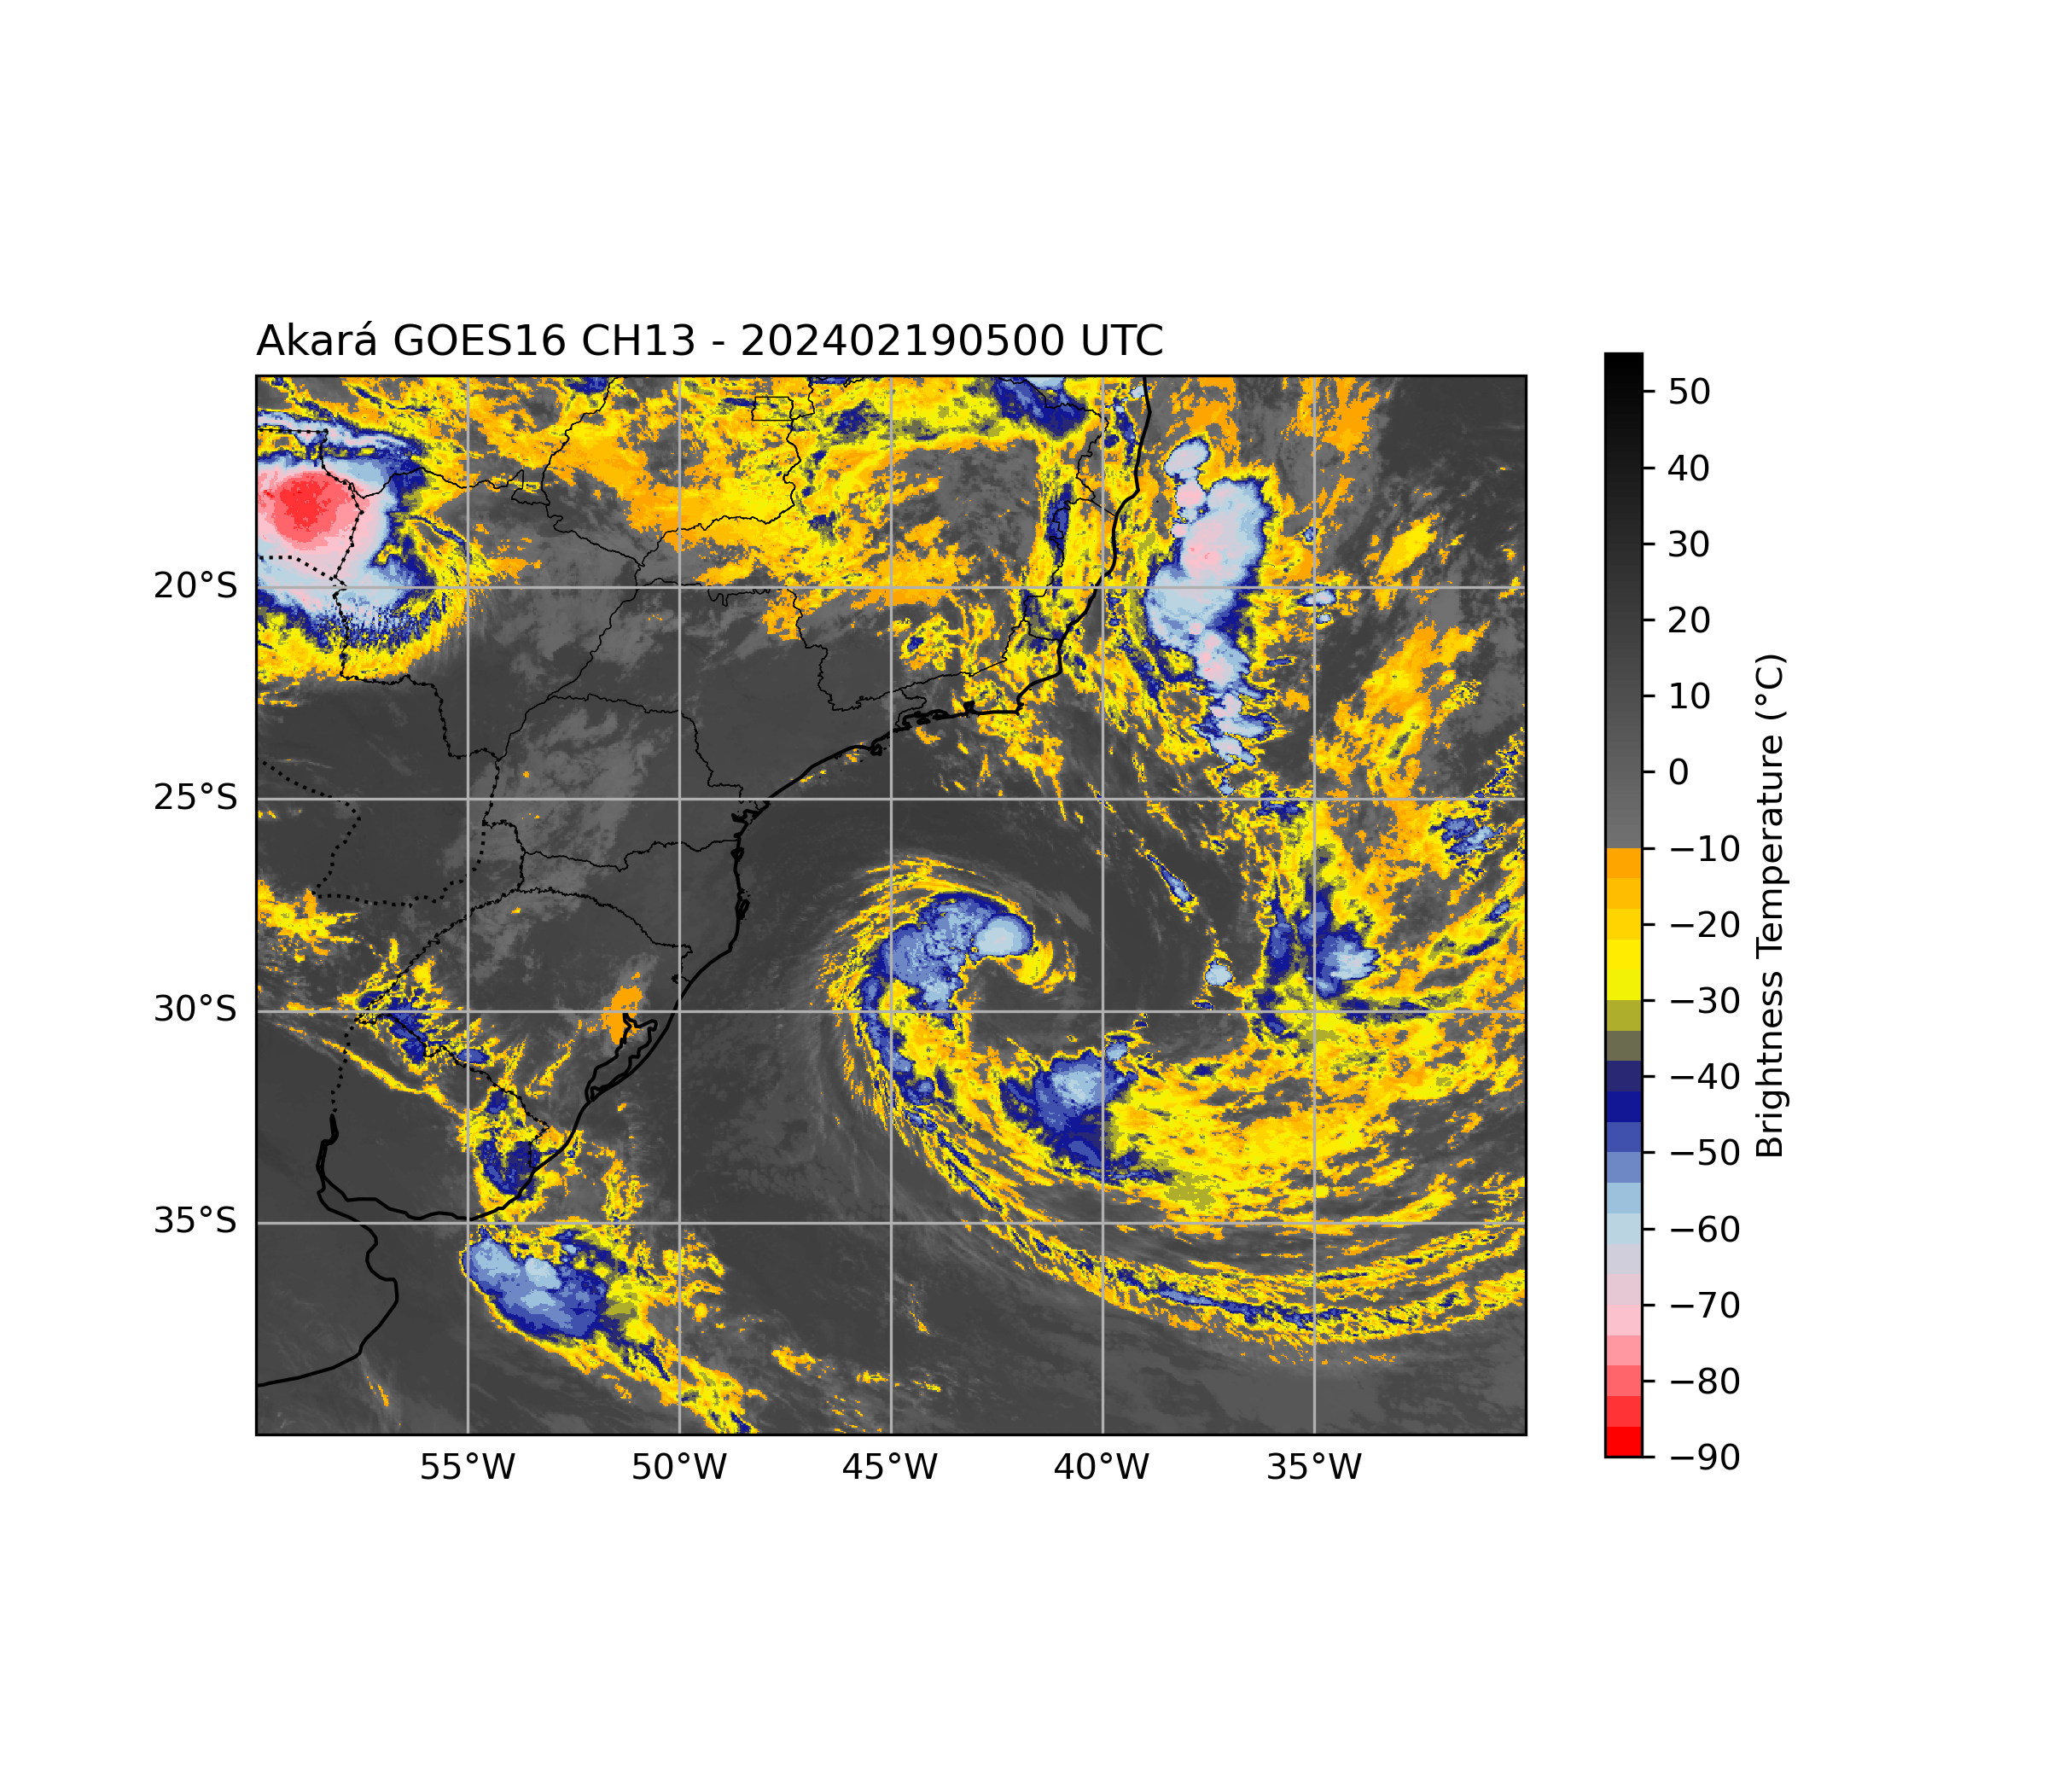 Akará GOES16 CH13 - 202402190500 UTC
20°S
25°S
30°S
35°S
55°W
50°W
45°W
40°W
35°W
50
40
30
20
10
0
−10
−20
−30
−40
−50
−60
−70
−80
−90
Brightness Temperature (°C)